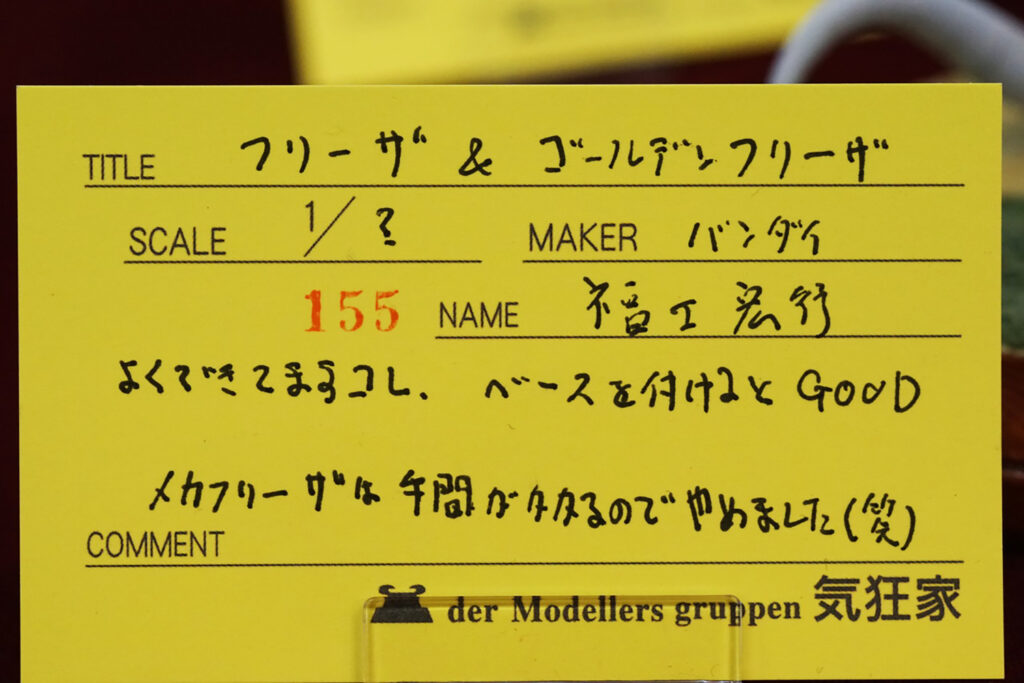 TITLE フリーザ & ゴールデンフリーザ
SCALE 1/? MAKER バンダイ
155 NAME 福工宏行
よくできてますコレ、ベースを付けるとGOOD
メカフリーザは手間がかかるのでやめました(笑)
COMMENT
der Modellers gruppen 気狂家